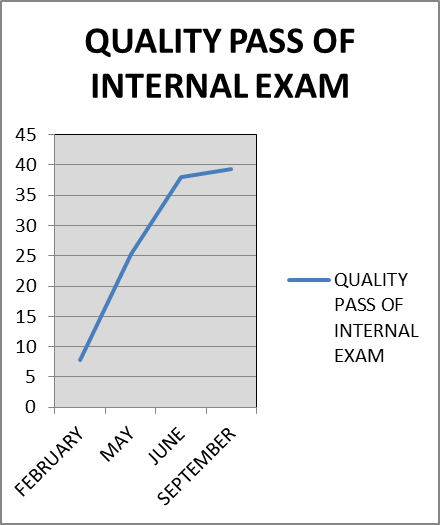 QUALITY PASS OF
INTERNAL EXAM
45
40
35
30
25
20
15
10
5
0
FEBRUARY
MAY
JUNE
SEPTEMBER
QUALITY
PASS OF
INTERNAL
EXAM